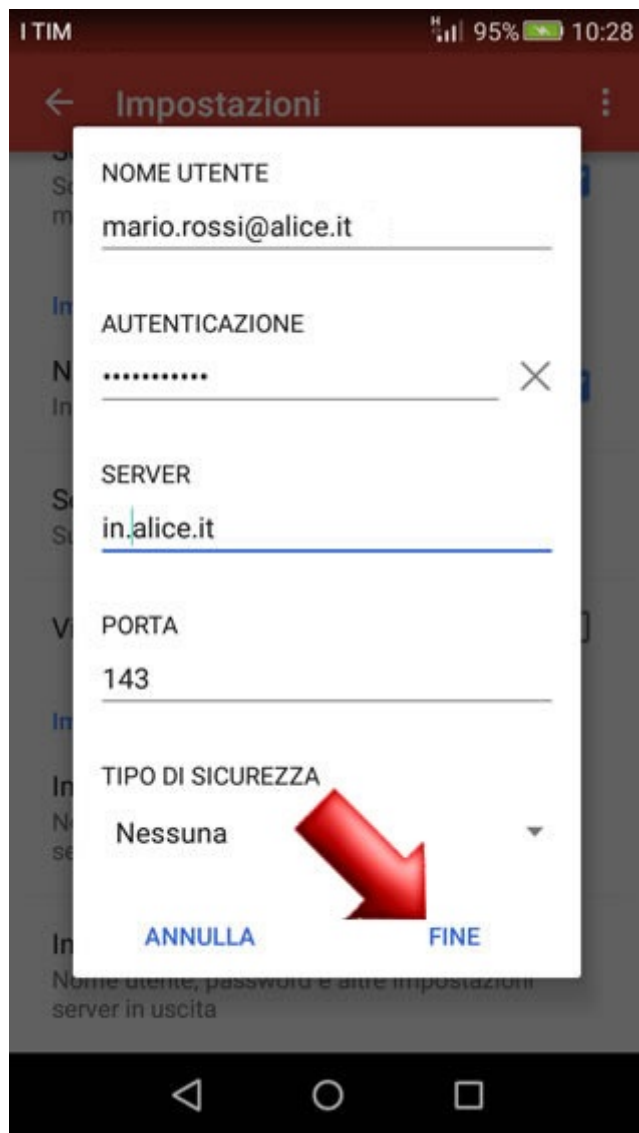 I TIM
H 95% 10:28
Impostazioni
NOME UTENTE
mario.rossi@alice.it
AUTENTICAZIONE
•••••••••••
SERVER
in.alice.it
PORTA
143
TIPO DI SICUREZZA
Nessuna
ANNULLA FINE
Nome utente, password e altre impostazioni
server in uscita